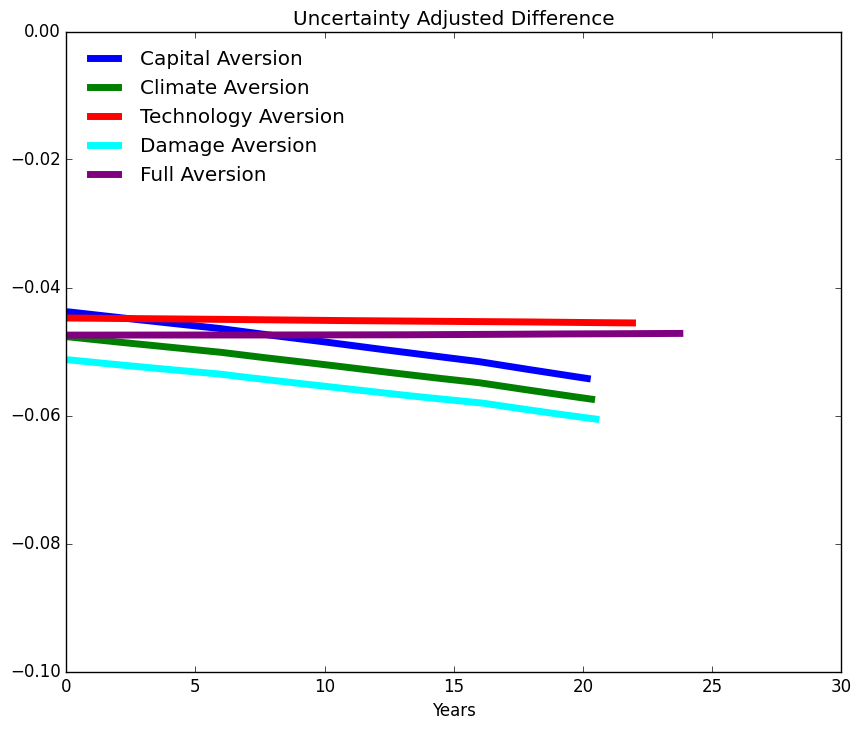 Uncertainty Adjusted Difference
0.00
−0.02
−0.04
−0.06
−0.08
−0.10
Capital Aversion
Climate Aversion
Technology Aversion
Damage Aversion
Full Aversion
0 5 10 15 20 25 30
Years